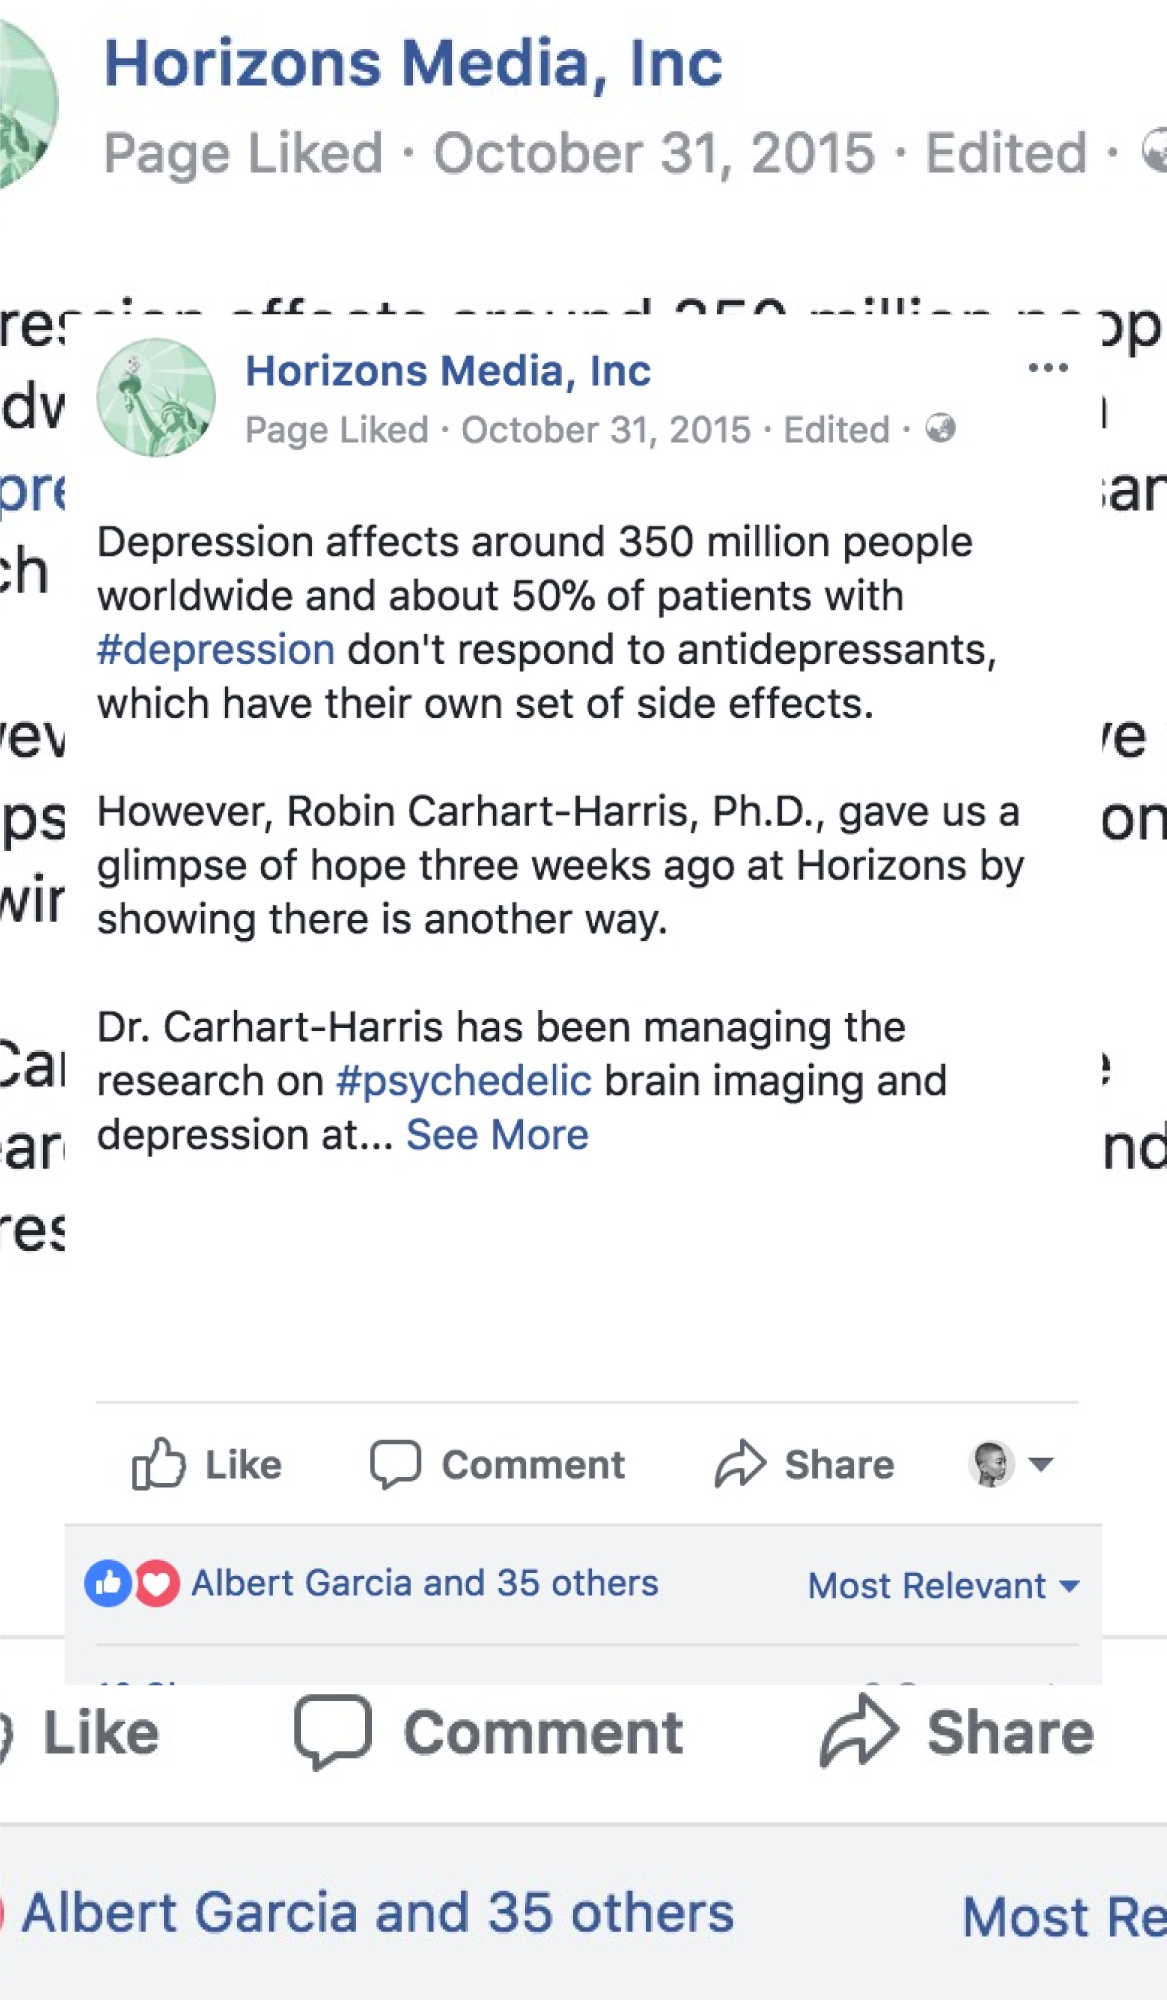 Horizons Media, Inc
Page Liked · October 31, 2015 · Edited ·
Horizons Media, Inc
Page Liked · October 31, 2015 · Edited ·
Depression affects around 350 million people
worldwide and about 50% of patients with
#depression don't respond to antidepressants,
which have their own set of side effects.
However, Robin Carhart-Harris, Ph.D., gave us a
glimpse of hope three weeks ago at Horizons by
showing there is another way.
Dr. Carhart-Harris has been managing the
research on #psychedelic brain imaging and
depression at... See More
Like Comment Share
Albert Garcia and 35 others Most Relevant
Like Comment Share
Albert Garcia and 35 others Most Re